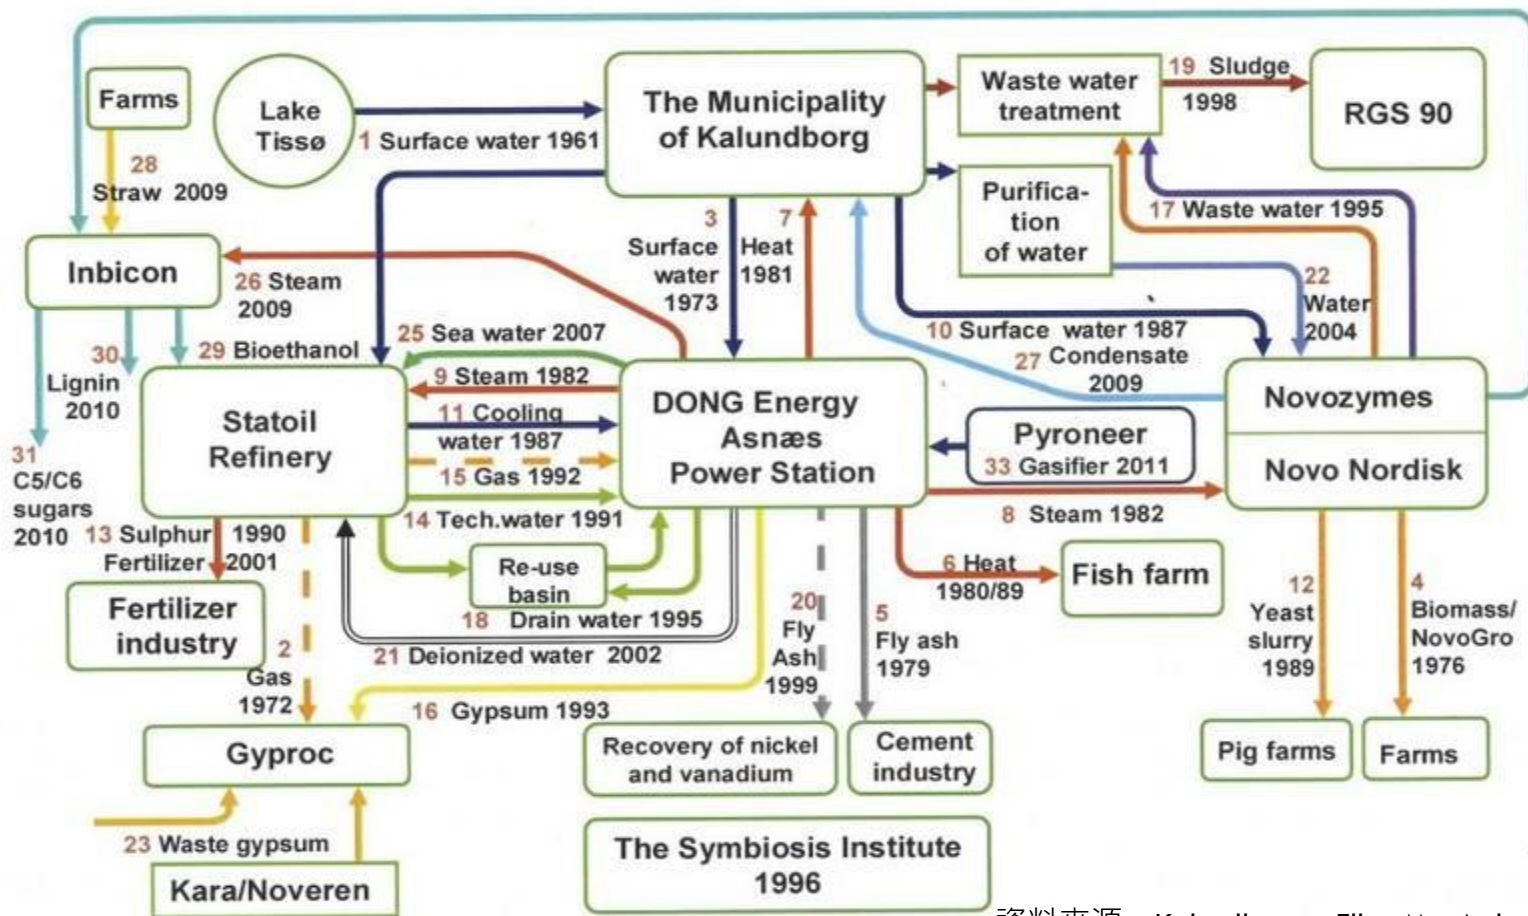 Farms
Lake
Tissø
1 Surface water 1961
The Municipality
of Kalundborg
Waste water
treatment
19 Sludge
1998
RGS 90
28
Straw 2009
Purifica-
tion
of water
17 Waste water 1995
Inbicon
26 Steam
2009
3
Surface
water
1973
7
Heat
1981
22
Water
2004
10 Surface water 1987
27 Condensate
2009
25 Sea water 2007
29 Bioethanol
30
Lignin
2010
9 Steam 1982
11 Cooling
water 1987
15 Gas 1992
14 Tech.water 1991
Statoil
Refinery
DONG Energy
Asnæs
Power Station
Pyroneer
33 Gasifier 2011
Novozymes
Novo Nordisk
8 Steam 1982
31
C5/C6
sugars
2010
13 Sulphur 1990
Fertilizer 2001
Fertilizer
industry
Re-use
basin
18 Drain water 1995
21 Deionized water 2002
2
Gas
1972
16 Gypsum 1993
20
Fly
Ash
1999
5
Fly ash
1979
6 Heat
1980/89
Fish farm
12
Yeast
slurry
1989
4
Biomass/
NovoGro
1976
Gyproc
Recovery of nickel
and vanadium
Cement
industry
Pig farms
Farms
23 Waste gypsum
Kara/Noveren
The Symbiosis Institute
1996